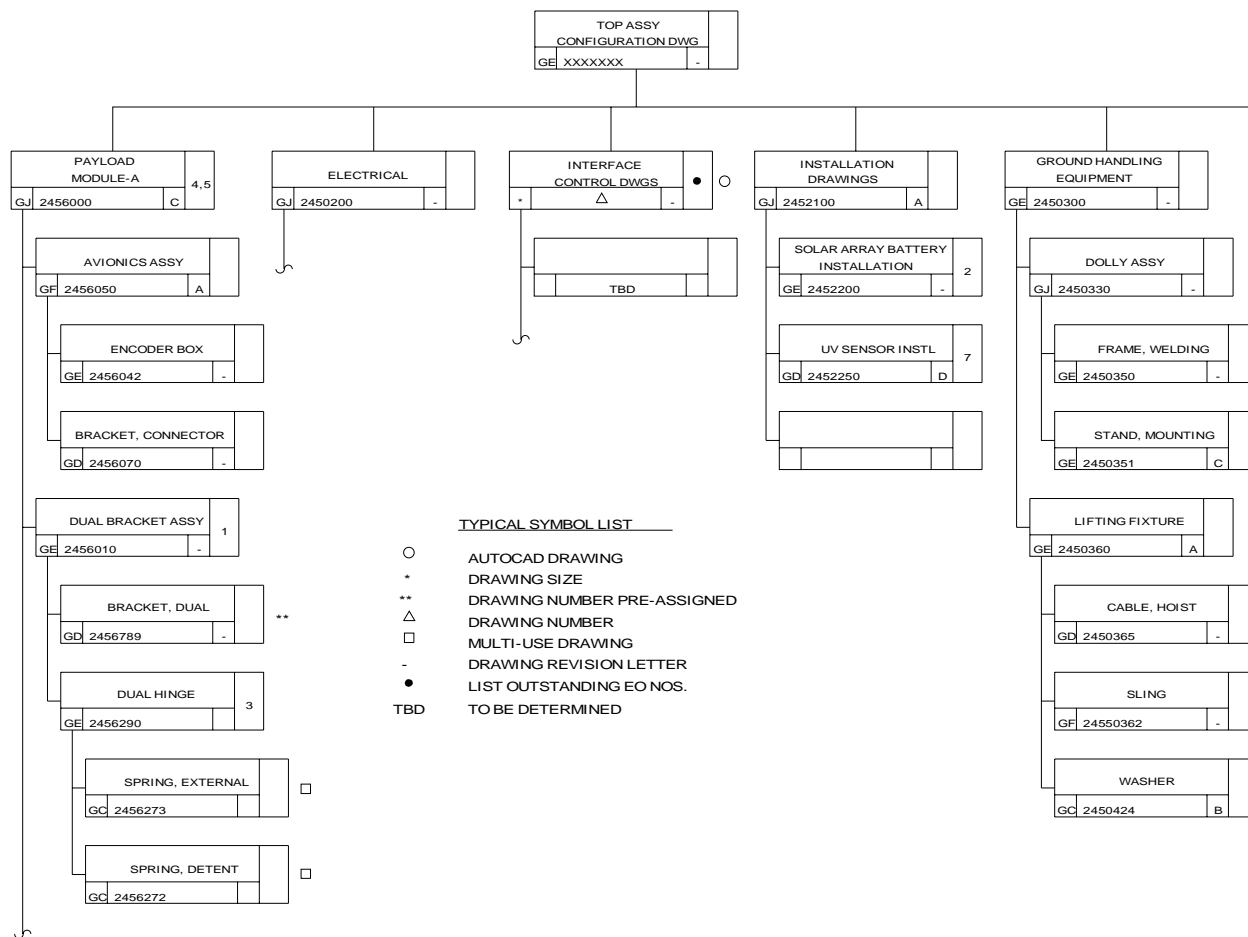 TOP ASSY
CONFIGURATION DWG
GE XXXXXXX -
PAYLOAD
MODULE-A
4,5
GJ 2456000 C
ELECTRICAL
GJ 2450200 -
INTERFACE
CONTROL DWGS
● ○
* △ -
INSTALLATION
DRAWINGS
GJ 2452100 A
GROUND HANDLING
EQUIPMENT
GE 2450300 -
AVIONICS ASSY
GF 2456050 A
ENCODER BOX
GE 2456042 -
BRACKET, CONNECTOR
GD 2456070 -
DUAL BRACKET ASSY
1
GE 2456010 -
BRACKET, DUAL
**
GD 2456789 -
DUAL HINGE
3
GE 2456290
SPRING, EXTERNAL
□
GC 2456273
SPRING, DETENT
□
GC 2456272
TBD
SOLAR ARRAY BATTERY
INSTALLATION
2
GE 2452200 -
UV SENSOR INSTL
7
GD 2452250 D
DOLLY ASSY
GJ 2450330 -
FRAME, WELDING
GE 2450350 -
STAND, MOUNTING
GE 2450351 C
LIFTING FIXTURE
GE 2450360 A
CABLE, HOIST
GD 2450365 -
SLING
GF 24550362 -
WASHER
GC 2450424 B
TYPICAL SYMBOL LIST
○ AUTOCAD DRAWING
* DRAWING SIZE
** DRAWING NUMBER PRE-ASSIGNED
△ DRAWING NUMBER
□ MULTI-USE DRAWING
- DRAWING REVISION LETTER
● LIST OUTSTANDING EO NOS.
TBD TO BE DETERMINED